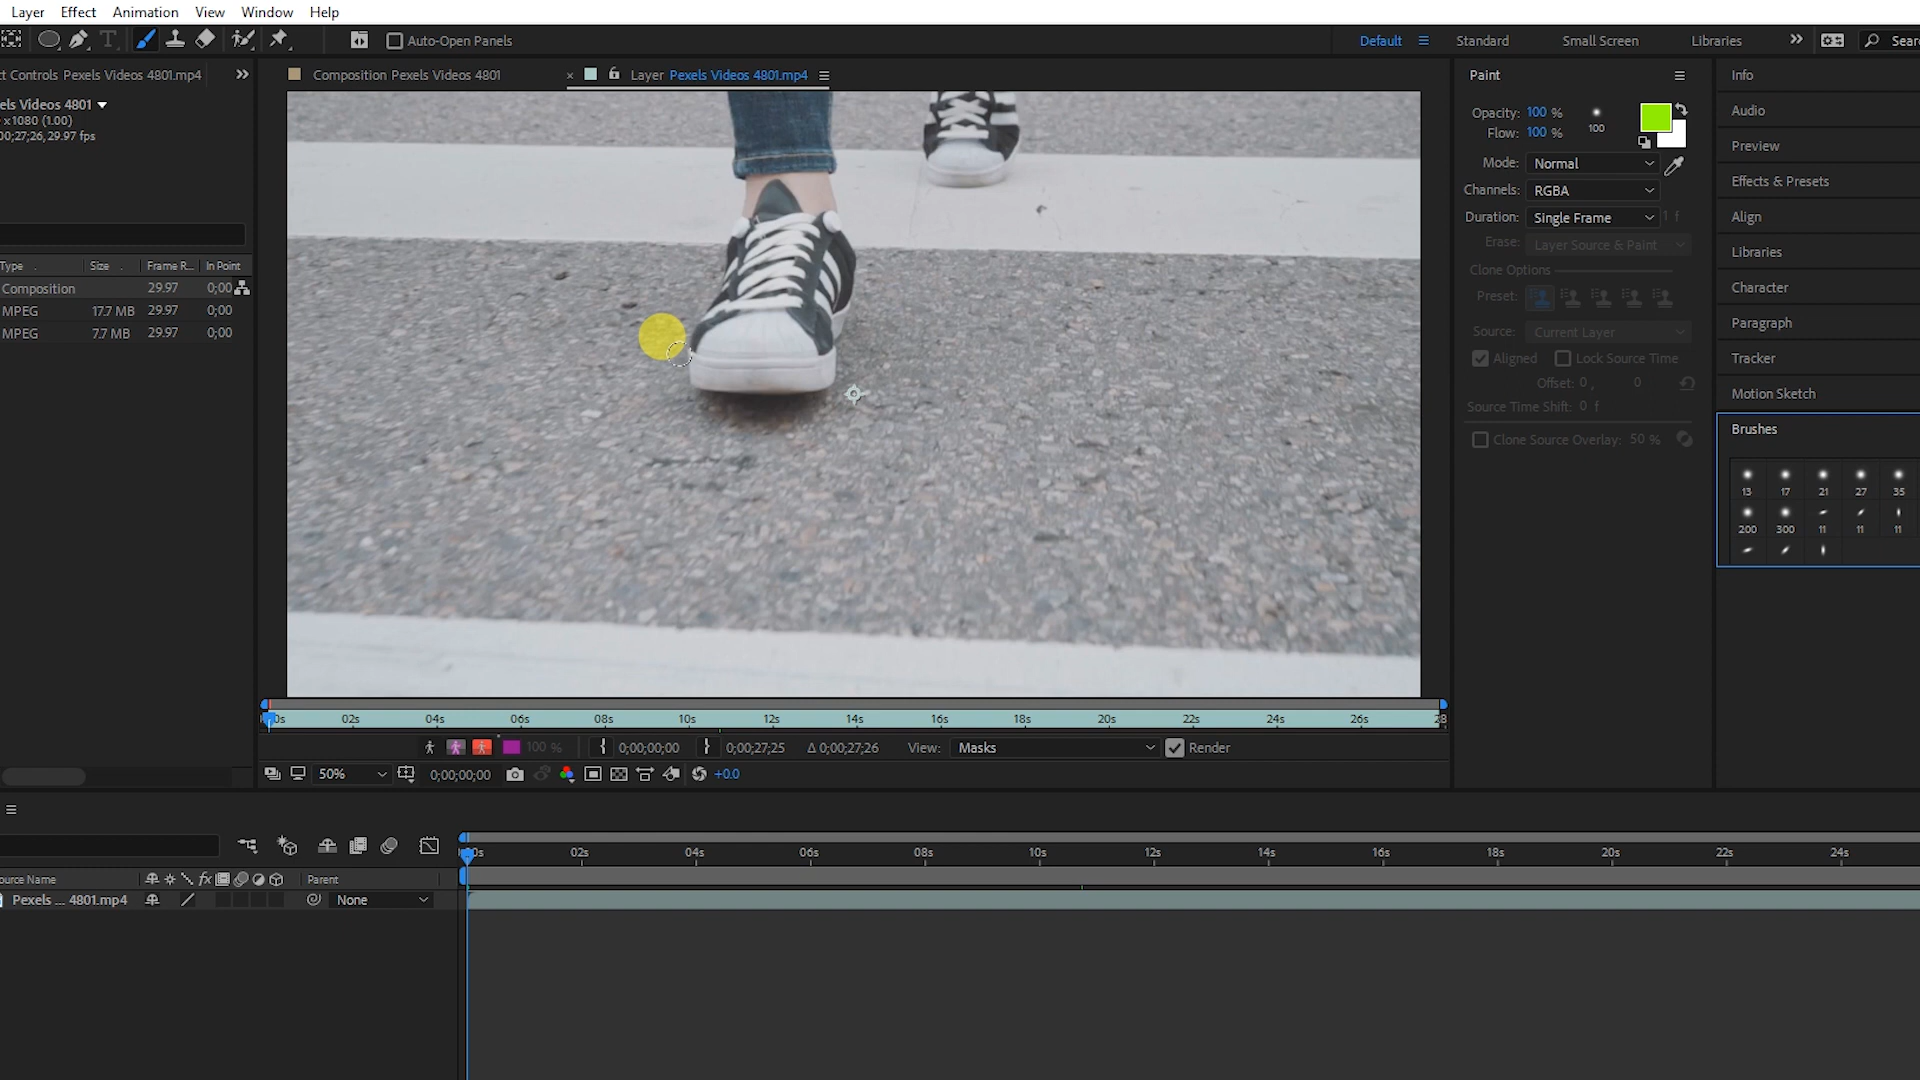 Layer Effect Animation View Window Help
Auto-Open Panels
Default Standard Small Screen Libraries Sear
ct Controls Pexels Videos 4801.mp4
Composition Pexels Videos 4801
Layer Pexels Videos 4801.mp4
Paint
Info
els Videos 4801
x1080 (1.00)
00;27;26, 29.97 fps
Opacity: 100 %
Flow: 100 %
100
Audio
Mode: Normal
Preview
Channels: RGBA
Effects & Presets
Duration: Single Frame 1 f
Align
Erase: Layer Source & Paint
Libraries
Type Size Frame R... In Point
Composition 29.97 0;00
MPEG 17.7 MB 29.97 0;00
MPEG 7.7 MB 29.97 0;00
Clone Options
Preset:
Character
Source: Current Layer
Paragraph
Aligned Lock Source Time
Tracker
Offset: 0 , 0
Motion Sketch
Source Time Shift: 0 f
Clone Source Overlay: 50 %
Brushes
13 17 21 27 35
200 300 11 11 11
0s 02s 04s 06s 08s 10s 12s 14s 16s 18s 20s 22s 24s 26s 28
100 % 0;00;00;00 0;00;27;25 Δ 0;00;27;26 View: Masks Render
50% 0;00;00;00 +0.0
00s 02s 04s 06s 08s 10s 12s 14s 16s 18s 20s 22s 24s
ource Name fx Parent
Pexels ... 4801.mp4 None